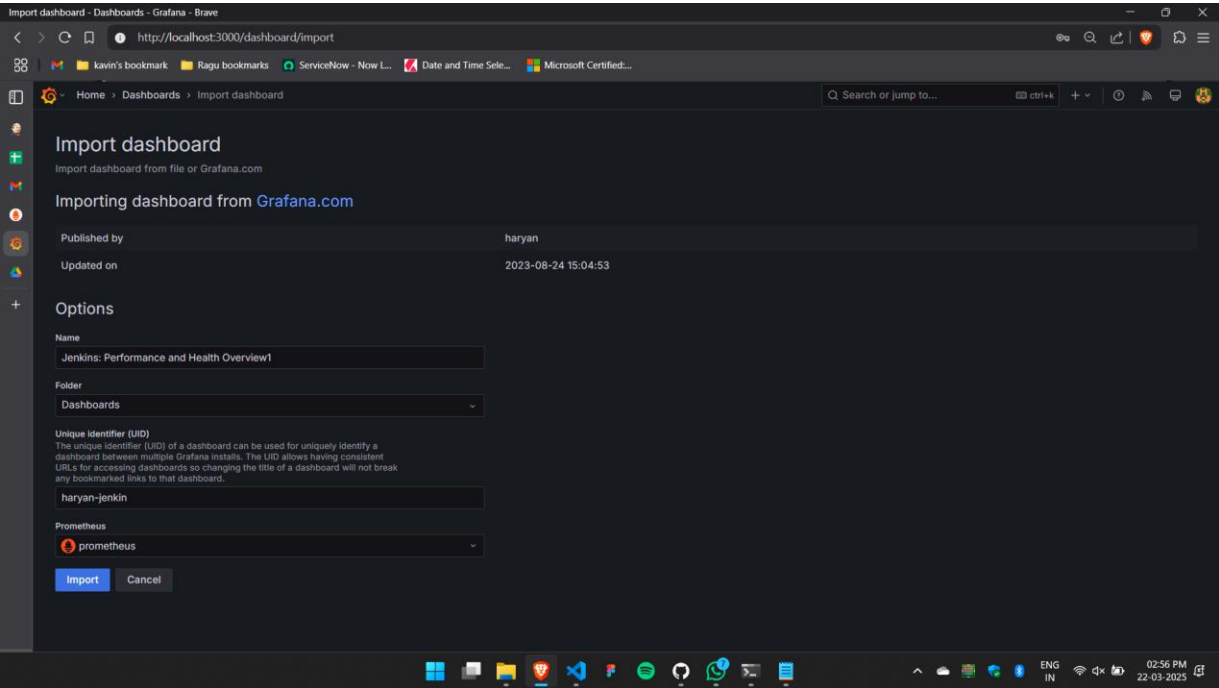 Import dashboard - Dashboards - Grafana - Brave
http://localhost:3000/dashboard/import
kavin's bookmark Ragu bookmarks ServiceNow - Now L... Date and Time Sele... Microsoft Certified:...
Home › Dashboards › Import dashboard
Search or jump to... ctrl+k
Import dashboard
Import dashboard from file or Grafana.com
Importing dashboard from Grafana.com
Published by haryan
Updated on 2023-08-24 15:04:53
Options
Name
Jenkins: Performance and Health Overview1
Folder
Dashboards
Unique identifier (UID)
The unique identifier (UID) of a dashboard can be used for uniquely identify a
dashboard between multiple Grafana installs. The UID allows having consistent
URLs for accessing dashboards so changing the title of a dashboard will not break
any bookmarked links to that dashboard.
haryan-jenkin
Prometheus
prometheus
Import Cancel
ENG 02:56 PM
IN 22-03-2025